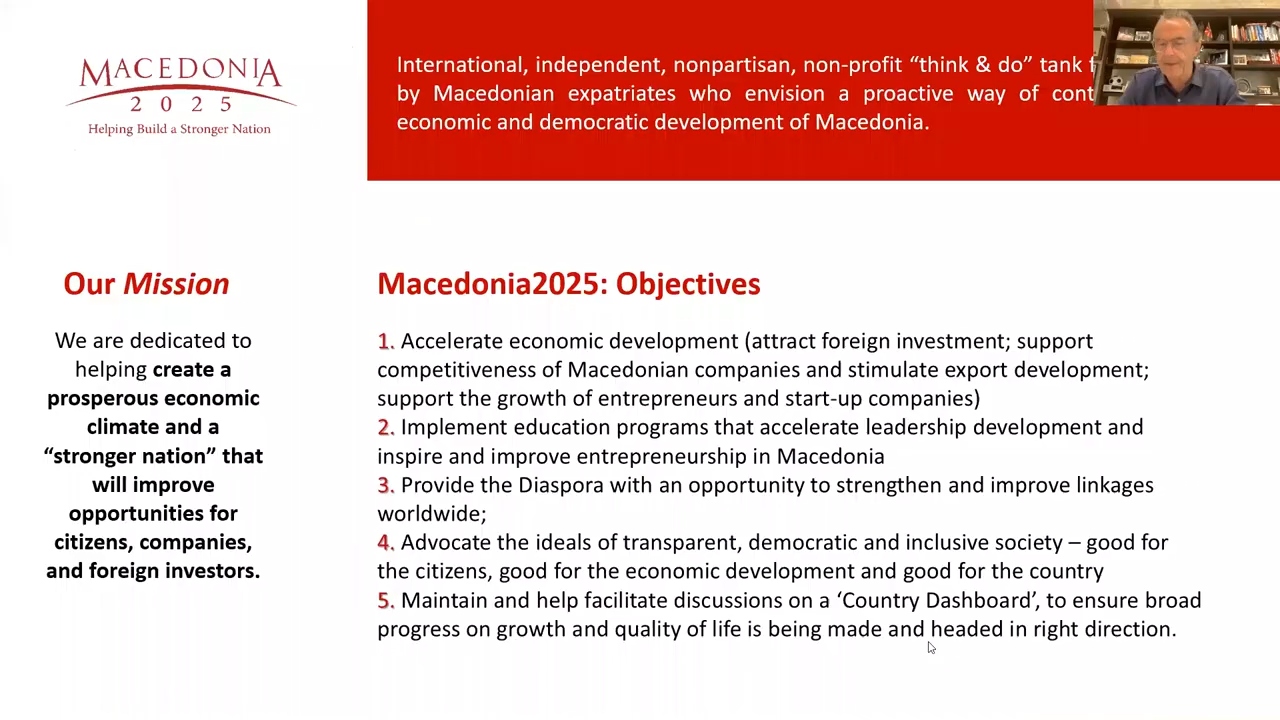 MACEDONIA
2025
Helping Build a Stronger Nation
International, independent, nonpartisan, non-profit “think & do” tank
by Macedonian expatriates who envision a proactive way of
economic and democratic development of Macedonia.
Our Mission
We are dedicated to
helping create a
prosperous economic
climate and a
“stronger nation” that
will improve
opportunities for
citizens, companies,
and foreign investors.
Macedonia2025: Objectives
1. Accelerate economic development (attract foreign investment; support
competitiveness of Macedonian companies and stimulate export development;
support the growth of entrepreneurs and start-up companies)
2. Implement education programs that accelerate leadership development and
inspire and improve entrepreneurship in Macedonia
3. Provide the Diaspora with an opportunity to strengthen and improve linkages
worldwide;
4. Advocate the ideals of transparent, democratic and inclusive society – good for
the citizens, good for the economic development and good for the country
5. Maintain and help facilitate discussions on a ‘Country Dashboard’, to ensure broad
progress on growth and quality of life is being made and headed in right direction.